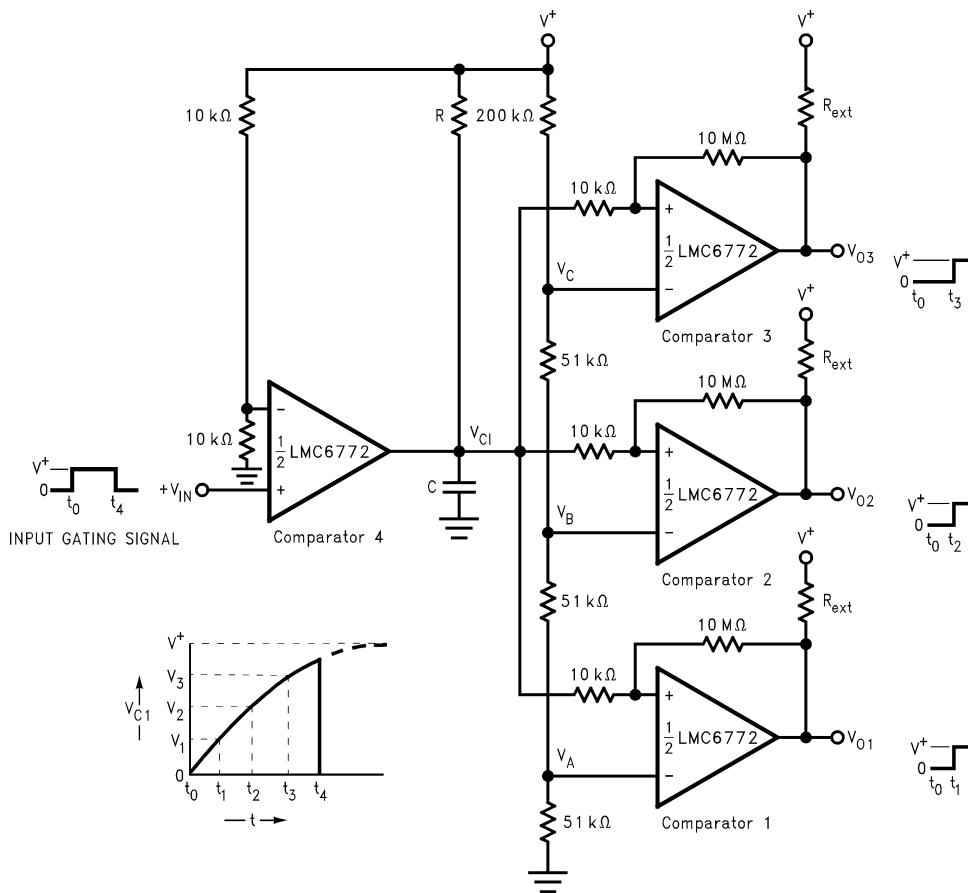 V+
V+
10 kΩ
R
200 kΩ
Rext
10 MΩ
10 kΩ
+
1/2 LMC6772
VO3
V+
0
t0
t3
VC
−
V+
Comparator 3
51 kΩ
Rext
10 MΩ
−
10 kΩ
1/2 LMC6772
VCI
10 kΩ
+
V+
0
t0
t4
+VIN
+
C
1/2 LMC6772
VO2
V+
0
t0
t2
INPUT GATING SIGNAL
Comparator 4
VB
−
V+
Comparator 2
51 kΩ
Rext
10 MΩ
V+
V3
V2
V1
0
VC1
t0
t1
t2
t3
t4
t
10 kΩ
+
1/2 LMC6772
VO1
V+
0
t0
t1
VA
−
51 kΩ
Comparator 1